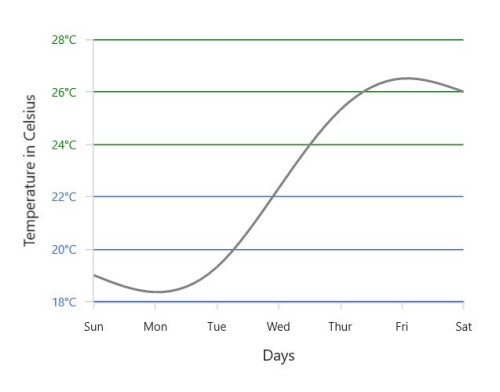 28°C
26°C
24°C
22°C
20°C
18°C
Temperature in Celsius
Sun Mon Tue Wed Thur Fri Sat
Days